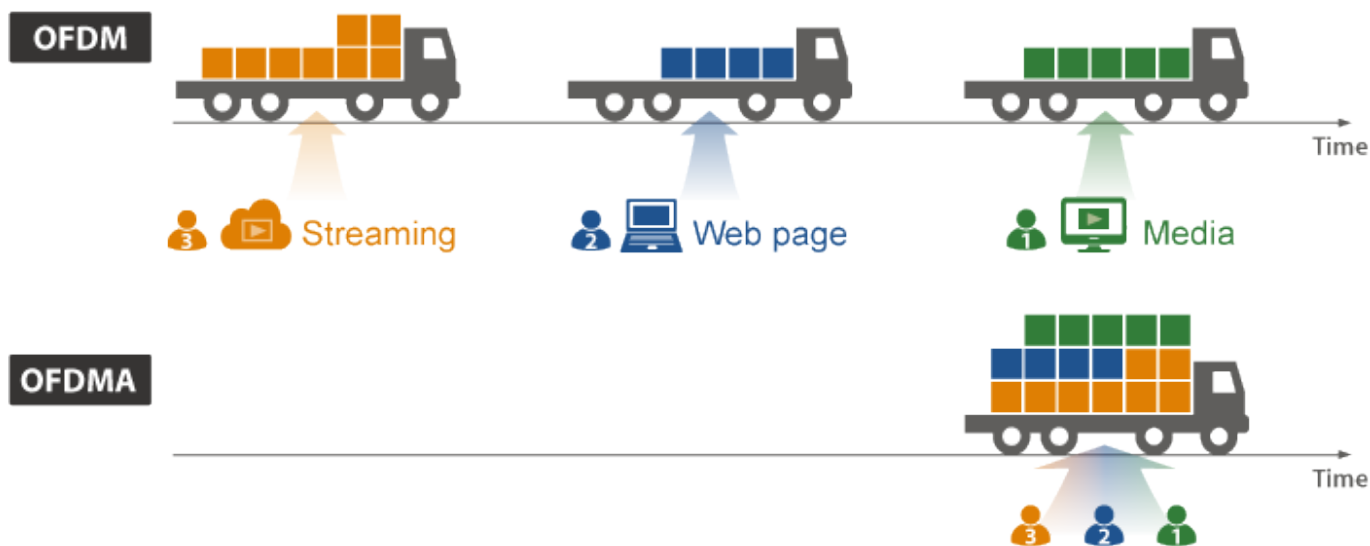 OFDM
Time
3 Streaming
2 Web page
1 Media
OFDMA
Time
3 2 1